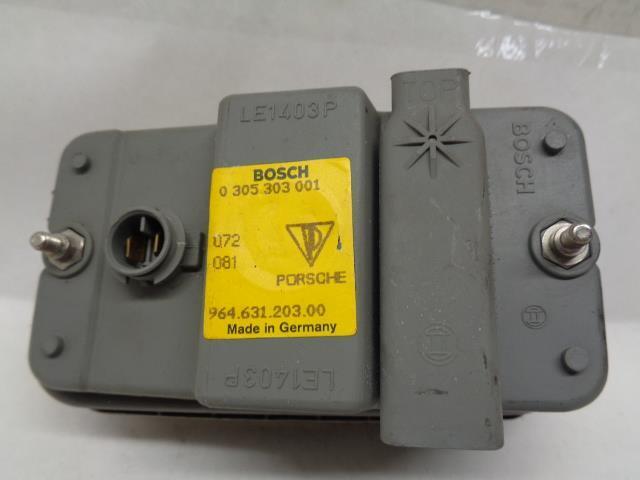 LE1403P
TOP
BOSCH
BOSCH
0 305 303 001
072
081
PORSCHE
964.631.203.00
Made in Germany
LE1403P